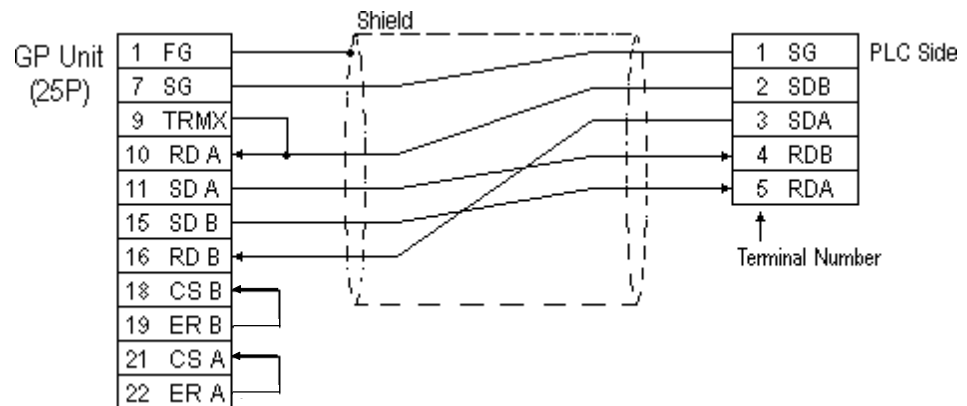 Shield
GP Unit
(25P)
1 FG
7 SG
9 TRMX
10 RD A
11 SD A
15 SD B
16 RD B
18 CS B
19 ER B
21 CS A
22 ER A
1 SG
2 SDB
3 SDA
4 RDB
5 RDA
PLC Side
Terminal Number